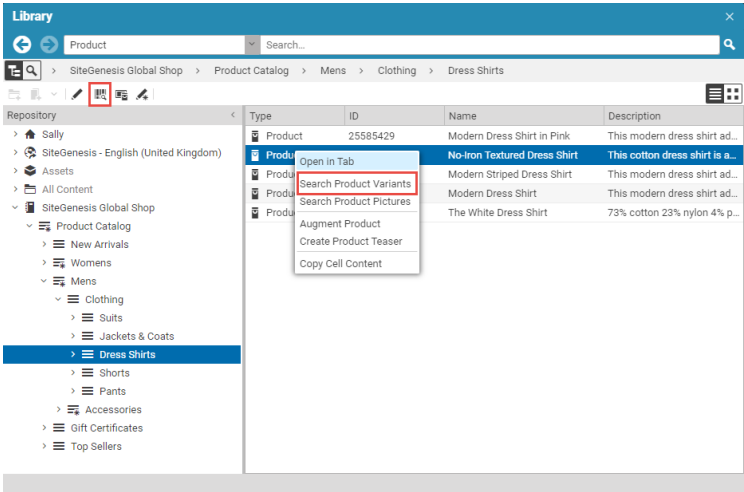 Library
Product
Search...
SiteGenesis Global Shop > Product Catalog > Mens > Clothing > Dress Shirts
Repository
Type ID Name Description
Sally
SiteGenesis - English (United Kingdom)
Assets
All Content
SiteGenesis Global Shop
Product Catalog
New Arrivals
Womens
Mens
Clothing
Suits
Jackets & Coats
Dress Shirts
Shorts
Pants
Accessories
Gift Certificates
Top Sellers
Product 25585429 Modern Dress Shirt in Pink This modern dress shirt ad...
Produ No-Iron Textured Dress Shirt This cotton dress shirt is a...
Produ Modern Striped Dress Shirt This modern dress shirt ad...
Produ Modern Dress Shirt This modern dress shirt ad...
Produ The White Dress Shirt 73% cotton 23% nylon 4% p...
Open in Tab
Search Product Variants
Search Product Pictures
Augment Product
Create Product Teaser
Copy Cell Content